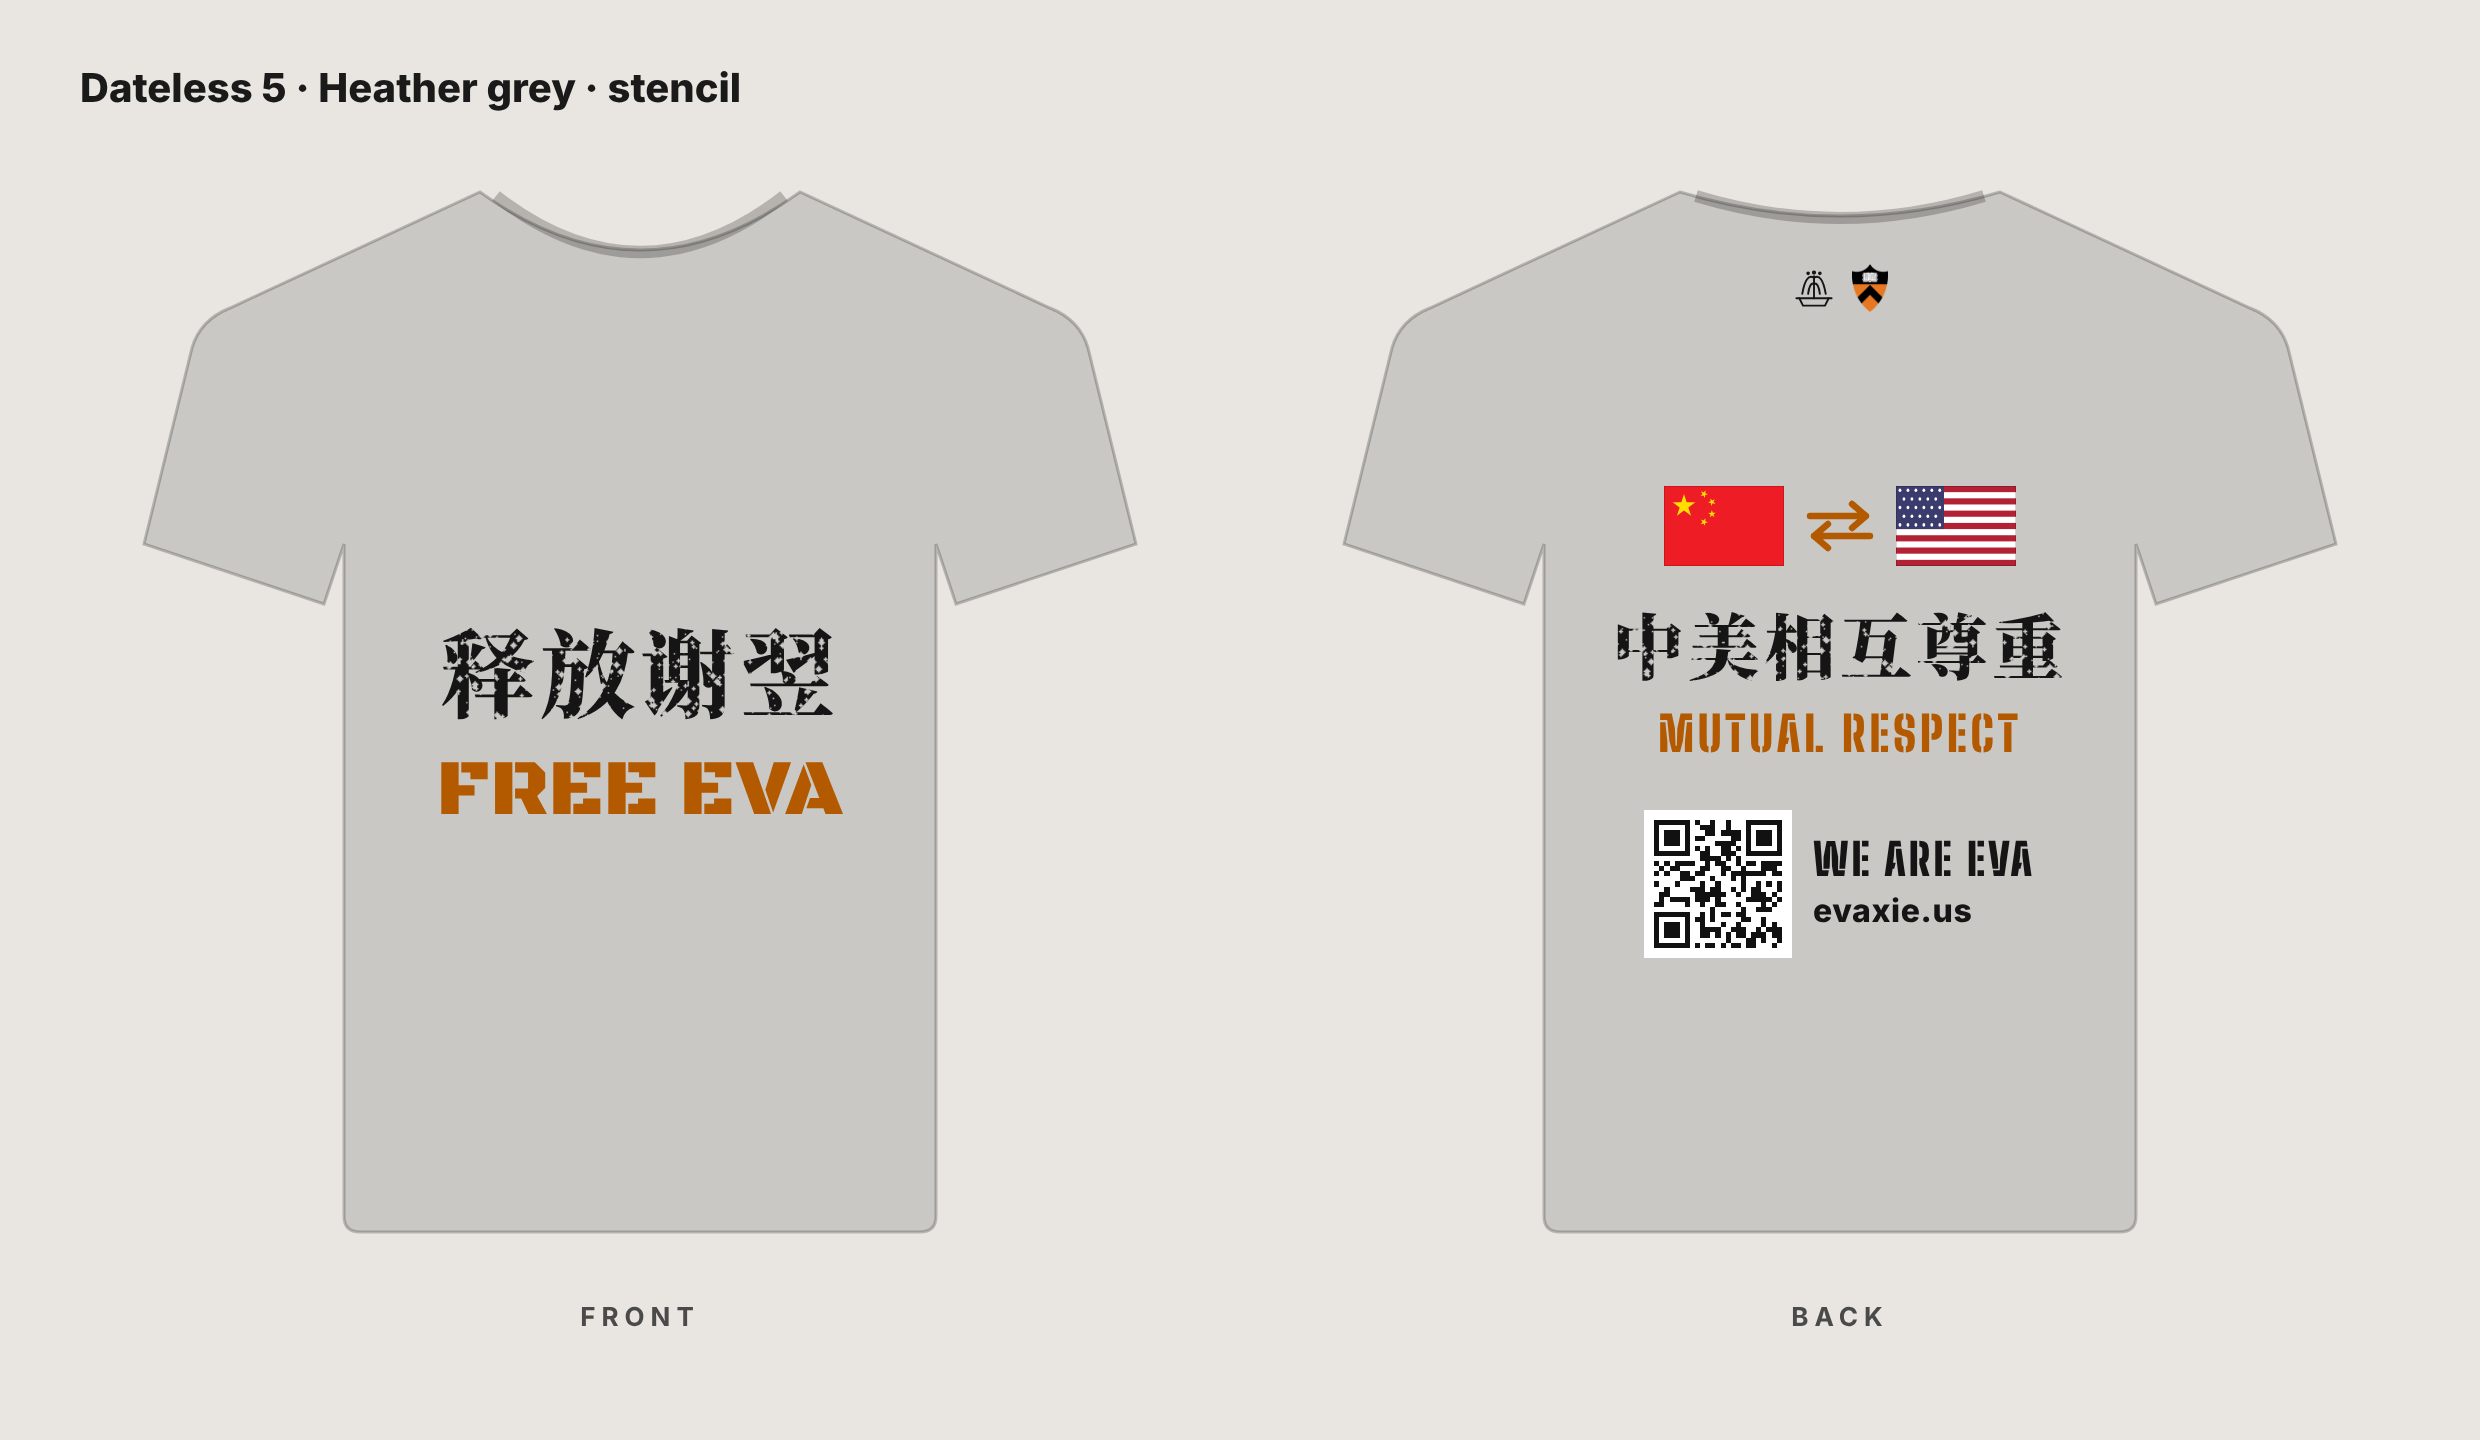 Dateless 5 · Heather grey · stencil
释放谢翌
FREE EVA
中美相互尊重
MUTUAL RESPECT
WE ARE EVA
evaxie.us
FRONT
BACK